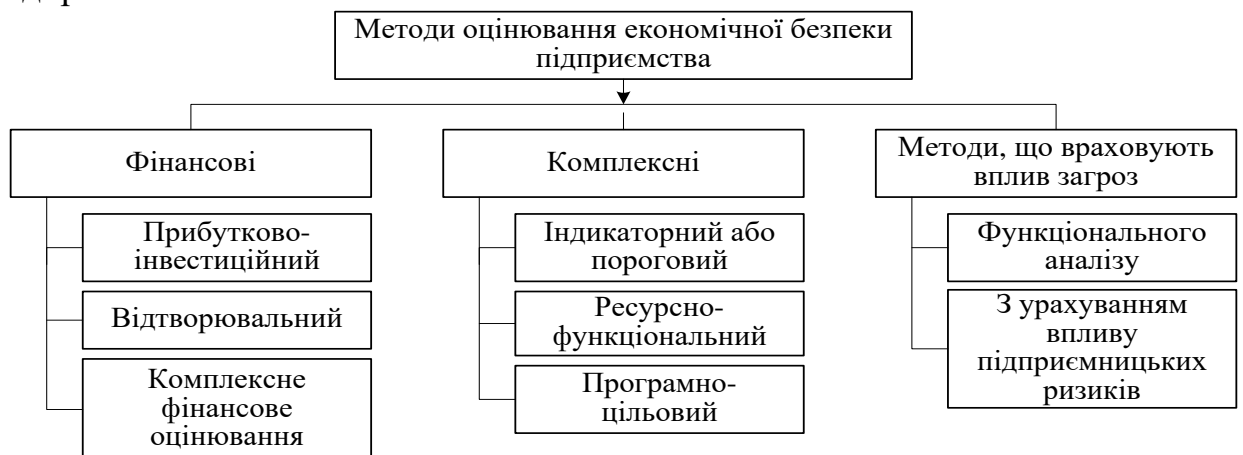 Методи оцінювання економічної безпеки
підприємства
Фінансові
Прибутково-
інвестиційний
Відтворювальний
Комплексне
фінансове
оцінювання
Комплексні
Індикаторний або
пороговий
Ресурсно-
функціональний
Програмно-
цільовий
Методи, що враховують
вплив загроз
Функціонального
аналізу
З урахуванням
впливу
підприємницьких
ризиків